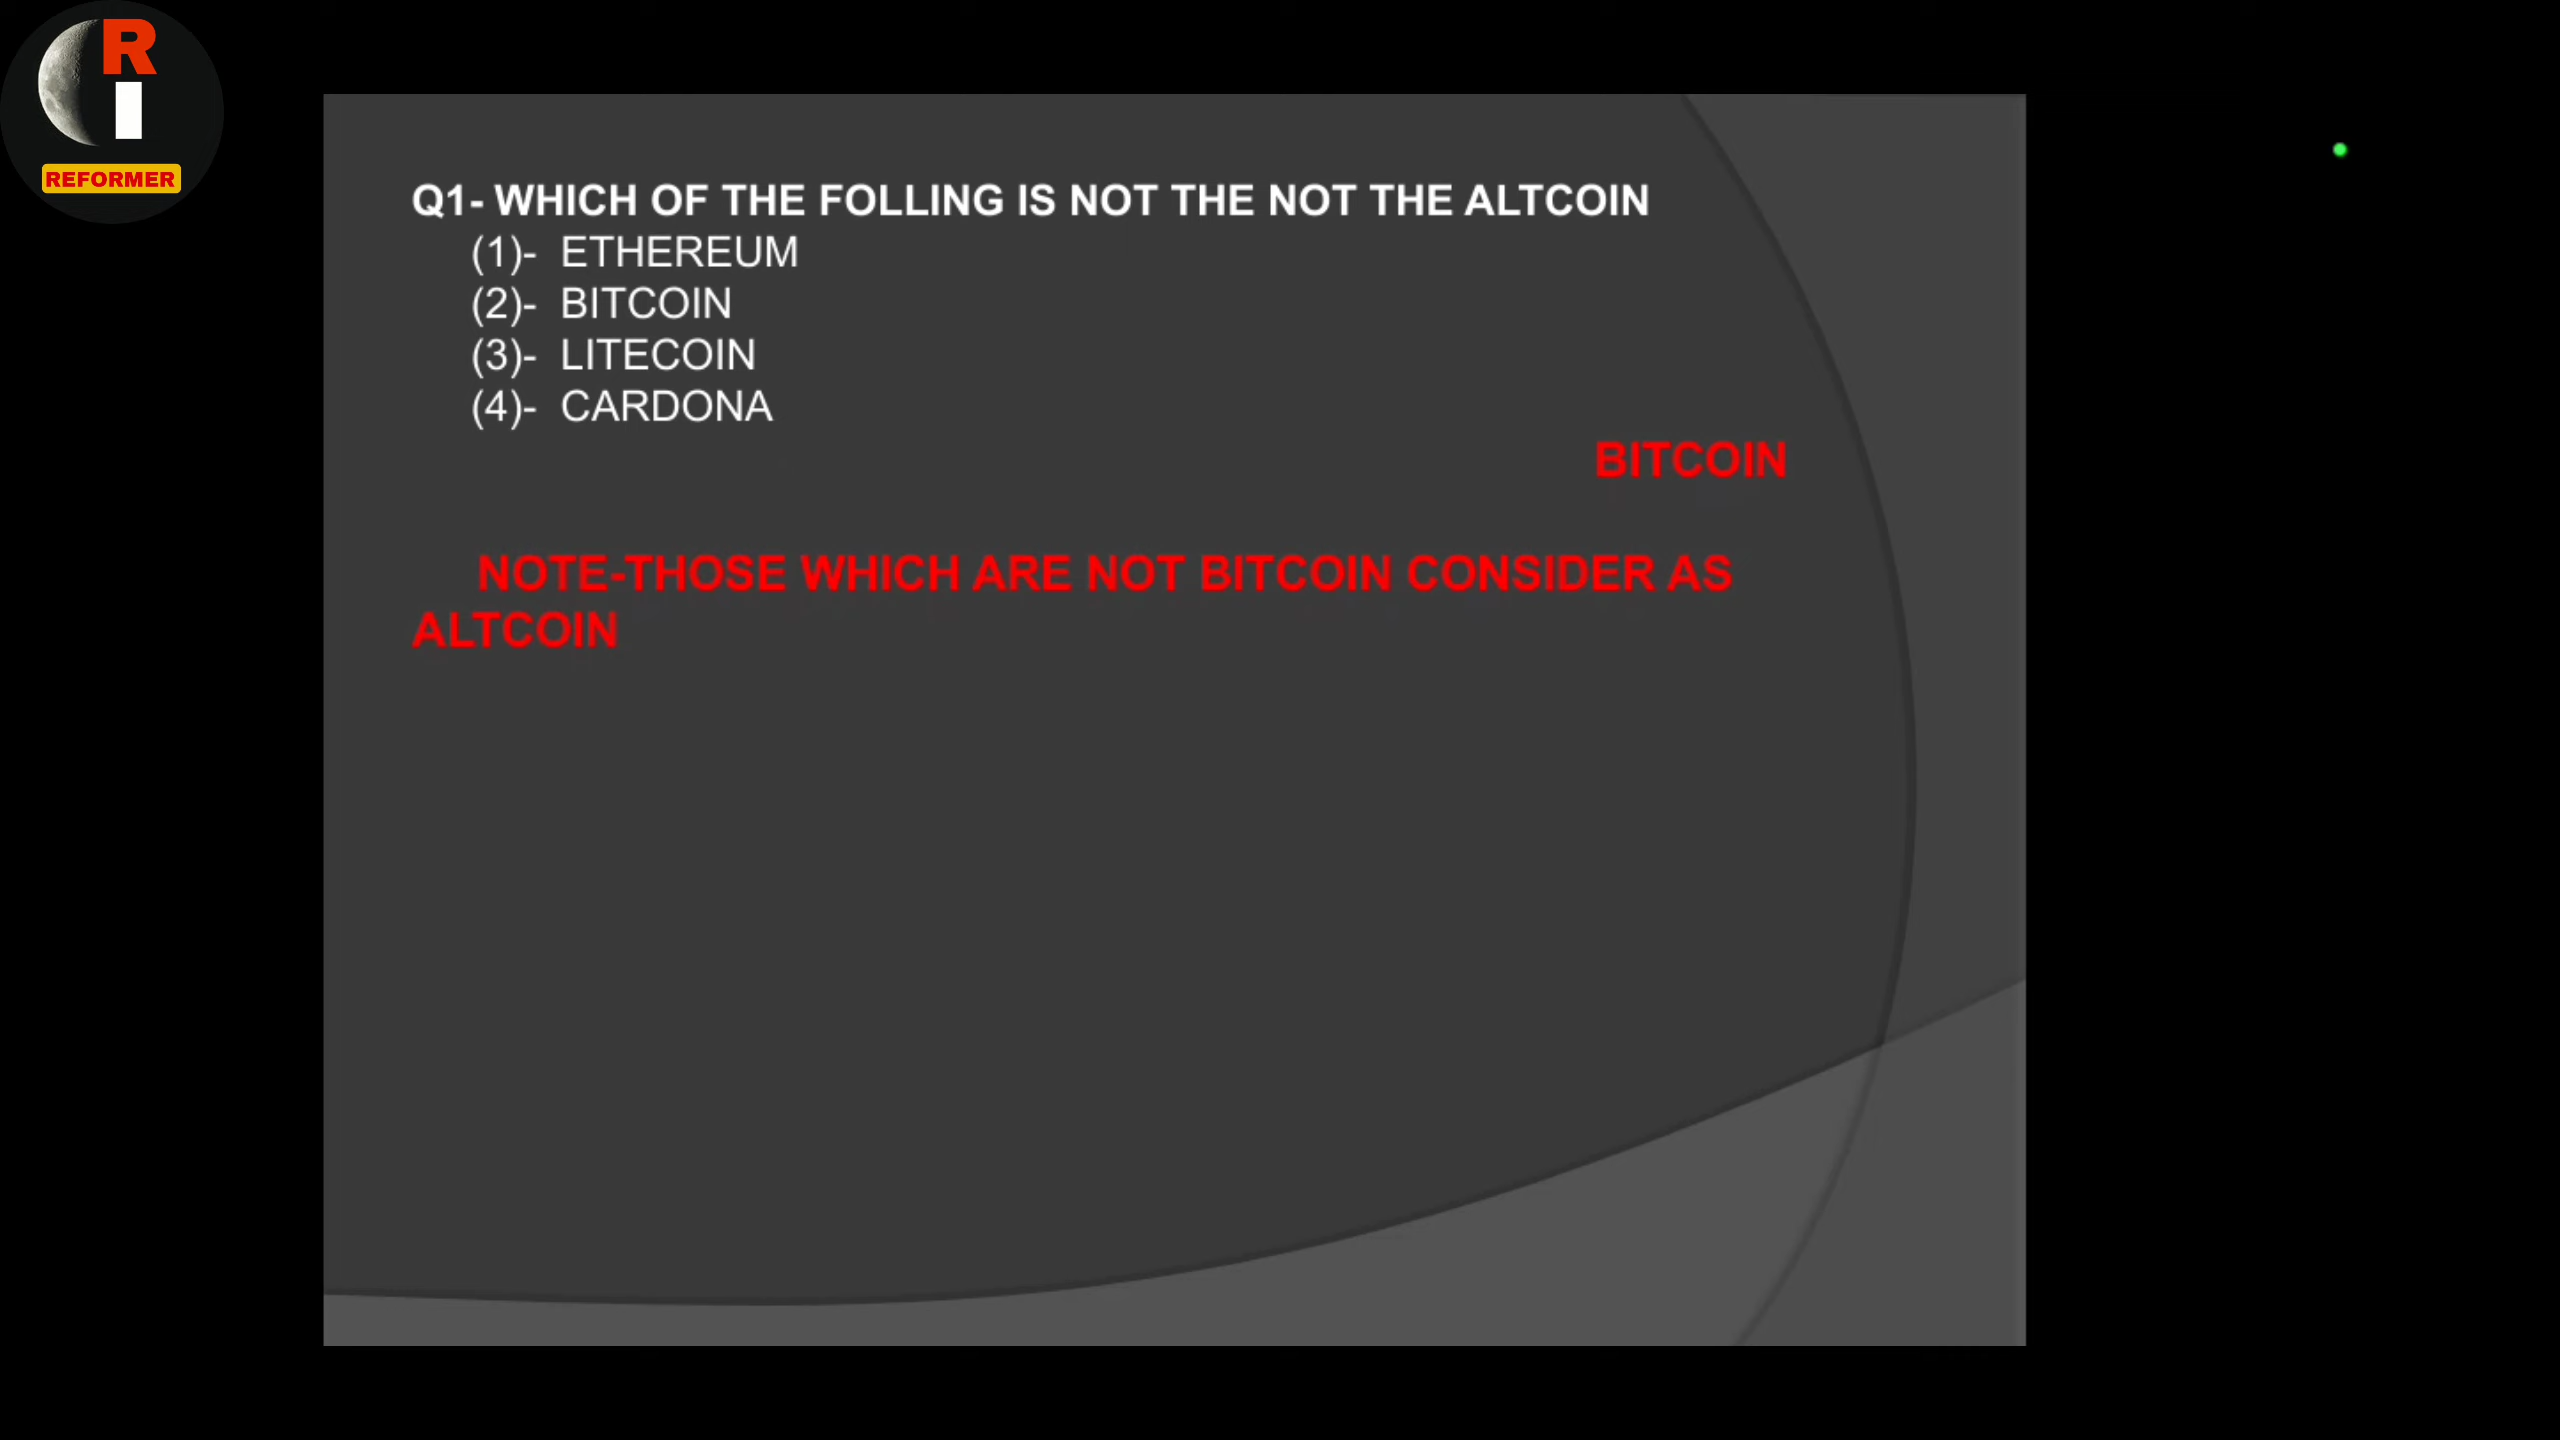 R
I
REFORMER
Q1- WHICH OF THE FOLLING IS NOT THE NOT THE ALTCOIN
(1)- ETHEREUM
(2)- BITCOIN
(3)- LITECOIN
(4)- CARDONA
BITCOIN
NOTE-THOSE WHICH ARE NOT BITCOIN CONSIDER AS
ALTCOIN